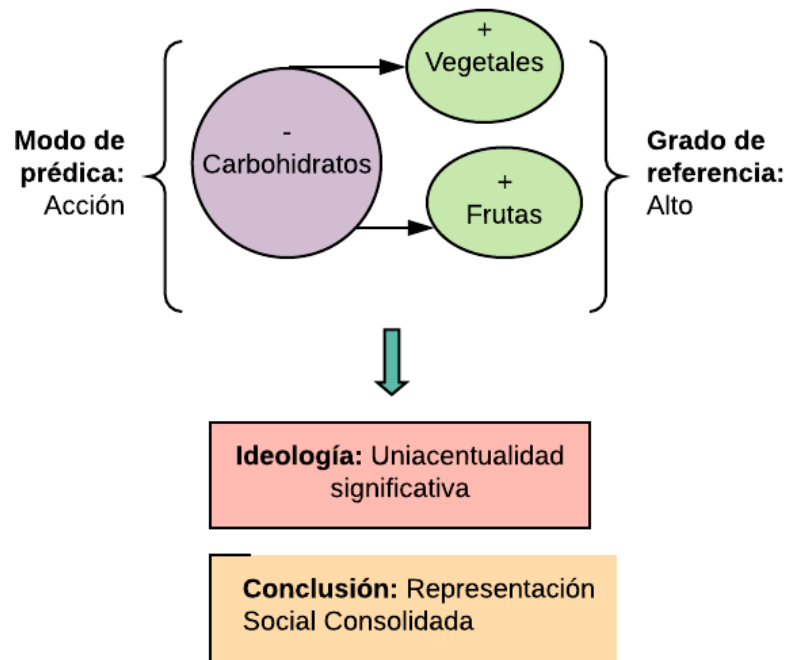 +
Vegetales
-
Carbohidratos
+
Frutas
Modo de
prédica:
Acción
Grado de
referencia:
Alto
Ideología: Uniacentualidad
significativa
Conclusión: Representación
Social Consolidada